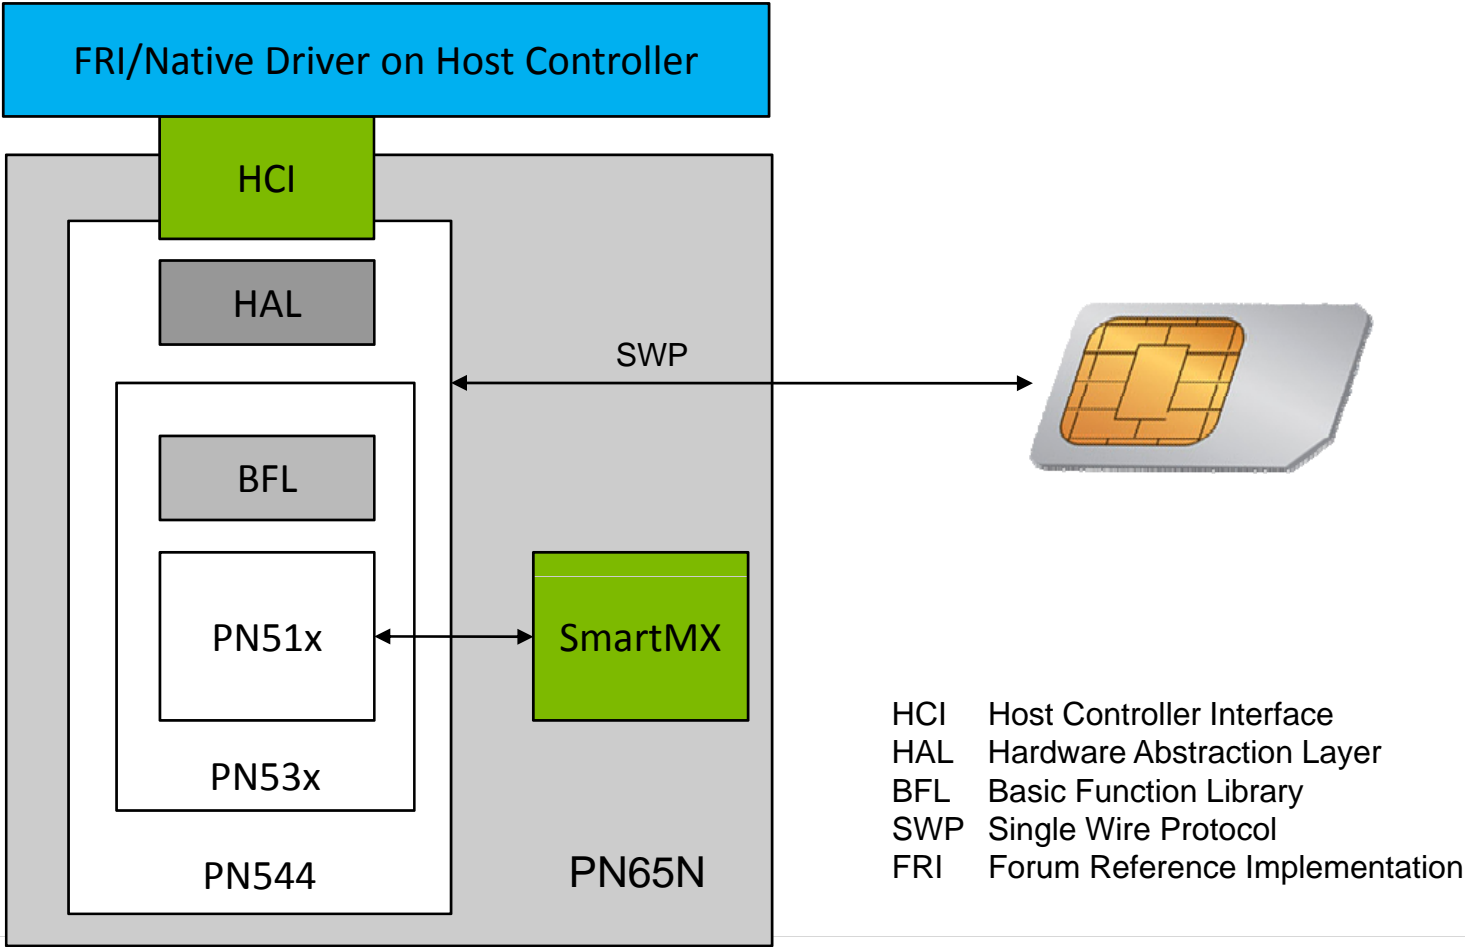 FRI/Native Driver on Host Controller
HCI
HAL
SWP
BFL
PN51x
SmartMX
PN53x
PN544
PN65N
HCI Host Controller Interface
HAL Hardware Abstraction Layer
BFL Basic Function Library
SWP Single Wire Protocol
FRI Forum Reference Implementation